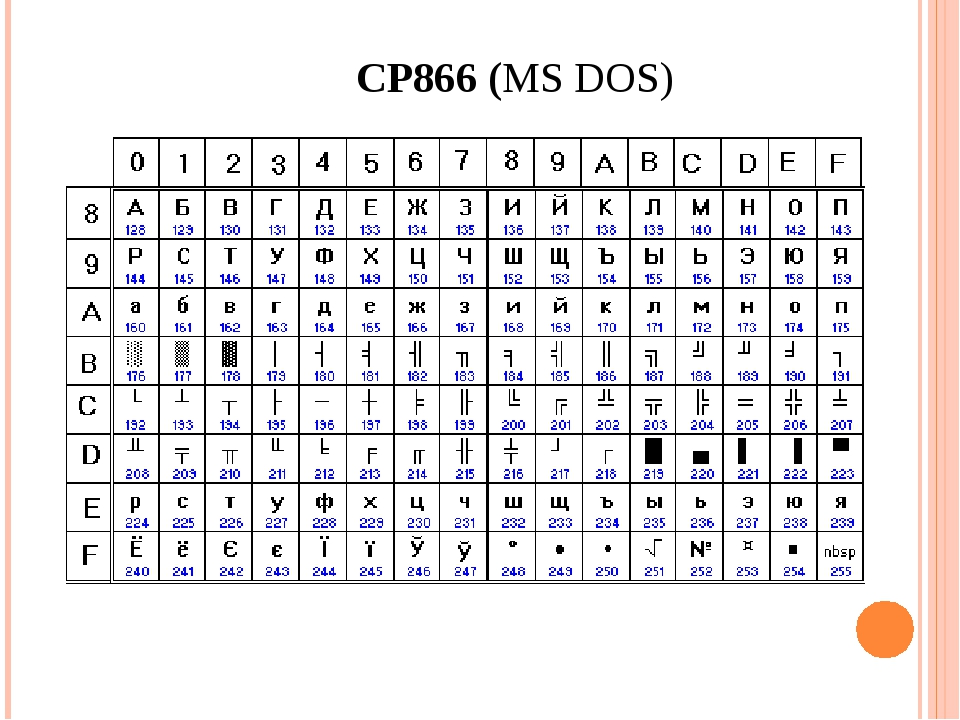 CP866 (MS DOS)
0 1 2 3 4 5 6 7 8 9 A B C D E F
8 А Б В Г Д Е Ж З И Й К Л М Н О П
128 129 130 131 132 133 134 135 136 137 138 139 140 141 142 143
9 Р С Т У Ф Х Ц Ч Ш Щ Ъ Ы Ь Э Ю Я
144 145 146 147 148 149 150 151 152 153 154 155 156 157 158 159
A а б в г д е ж з и й к л м н о п
160 161 162 163 164 165 166 167 168 169 170 171 172 173 174 175
B ░ ▒ ▓ │ ┤ ╡ ╢ ╖ ╕ ╣ ║ ╗ ╝ ╜ ╛ ┐
176 177 178 179 180 181 182 183 184 185 186 187 188 189 190 191
C └ ┴ ┬ ├ ─ ┼ ╞ ╟ ╚ ╔ ╩ ╦ ╠ ═ ╬ ╧
192 193 194 195 196 197 198 199 200 201 202 203 204 205 206 207
D ╨ ╤ ╥ ╙ ╘ ╒ ╓ ╫ ╪ ┘ ┌ █ ▄ ▌ ▐ ▀
208 209 210 211 212 213 214 215 216 217 218 219 220 221 222 223
E р с т у ф х ц ч ш щ ъ ы ь э ю я
224 225 226 227 228 229 230 231 232 233 234 235 236 237 238 239
F Ё ё Є є Ї ї Ў ў ° • · √ № ¤ ■ nbsp
240 241 242 243 244 245 246 247 248 249 250 251 252 253 254 255